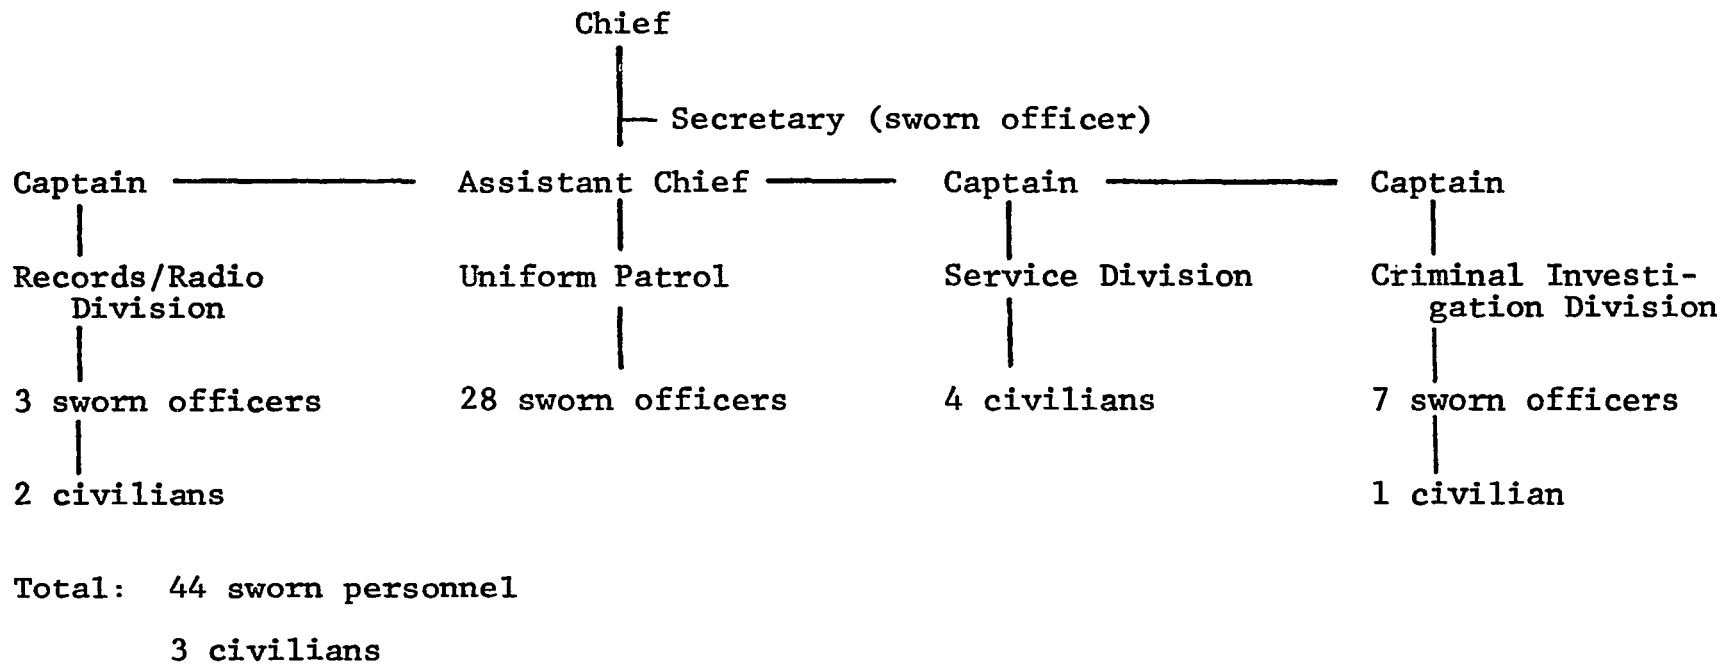 Chief
Secretary (sworn officer)
Captain Assistant Chief Captain Captain
Records/Radio Uniform Patrol Service Division Criminal Investi-
Division gation Division
3 sworn officers 28 sworn officers 4 civilians 7 sworn officers
2 civilians 1 civilian
Total: 44 sworn personnel
3 civilians